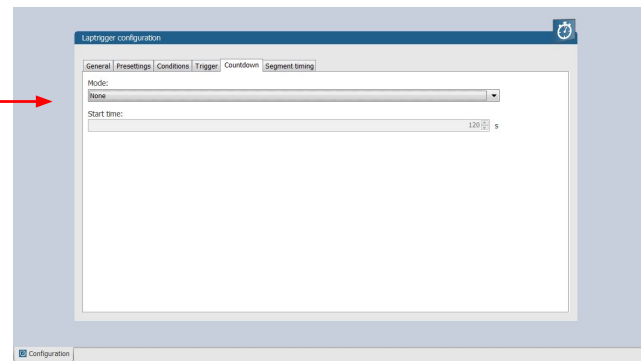 Laptrigger configuration
General Presettings Conditions Trigger Countdown Segment timing
Mode:
None
Start time:
120 s
Configuration